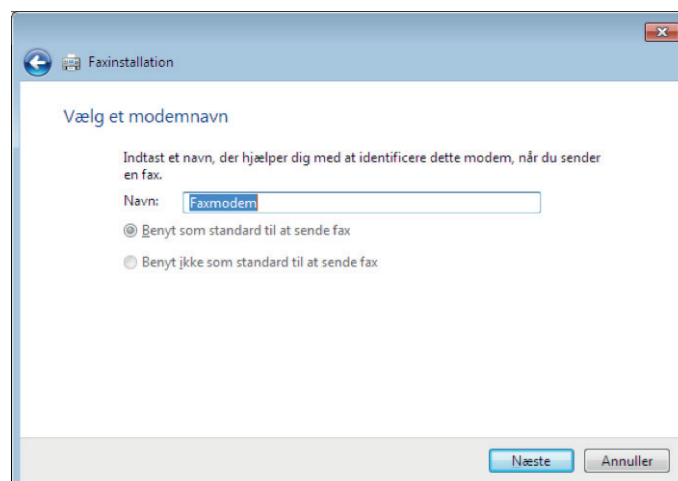 Faxinstallation
Vælg et modemnavn
Indtast et navn, der hjælper dig med at identificere dette modem, når du sender
en fax.
Navn: Faxmodem
Benyt som standard til at sende fax
Benyt ikke som standard til at sende fax
Næste Annuller